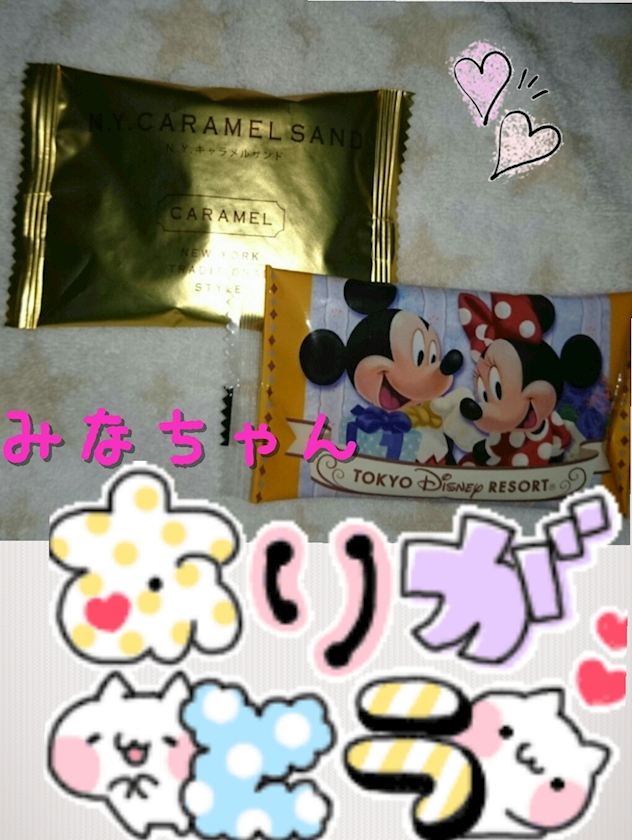 N.Y.CARAMEL SAND
N.Y.キャラメルサンド
CARAMEL
NEW YORK
TRADITIONAL
STYLE
TOKYO Disney RESORT®
みなちゃん
ありが
とう